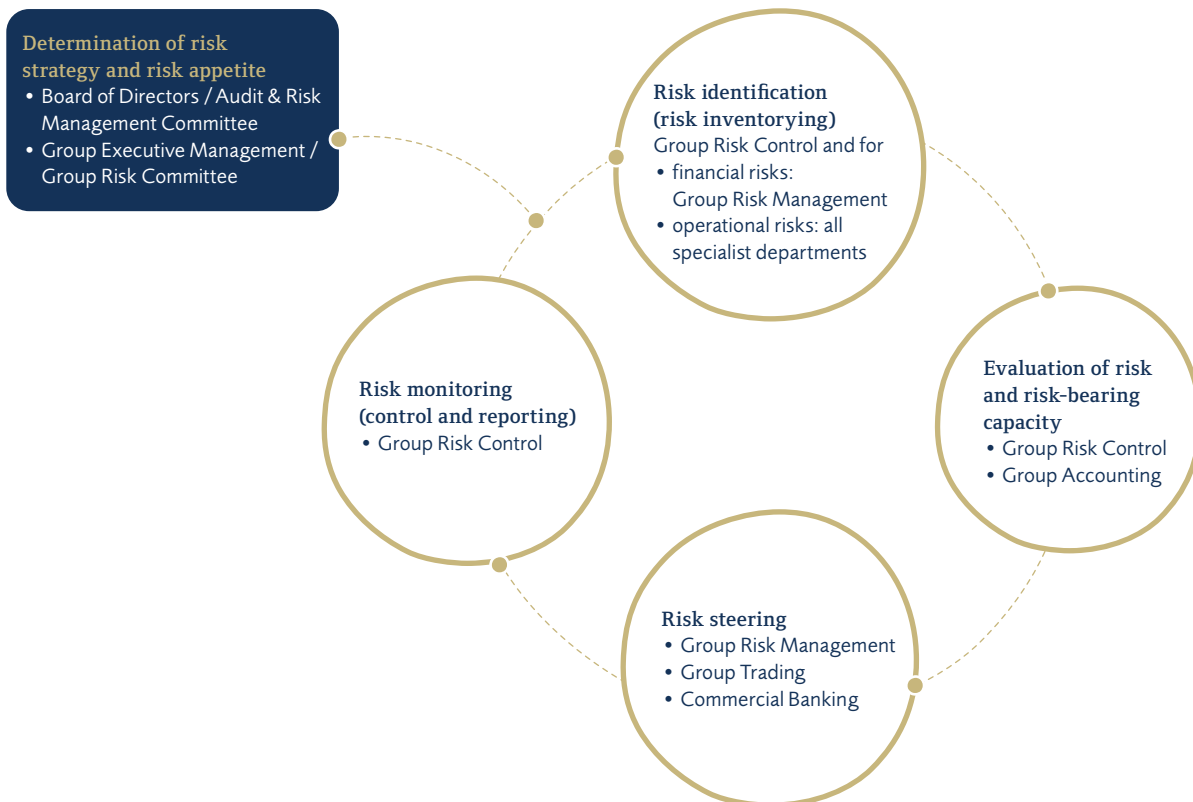 Determination of risk
strategy and risk appetite
• Board of Directors / Audit & Risk
Management Committee
• Group Executive Management /
Group Risk Committee
Risk identification
(risk inventorying)
Group Risk Control and for
• financial risks:
Group Risk Management
• operational risks: all
specialist departments
Evaluation of risk
and risk-bearing
capacity
• Group Risk Control
• Group Accounting
Risk steering
• Group Risk Management
• Group Trading
• Commercial Banking
Risk monitoring
(control and reporting)
• Group Risk Control